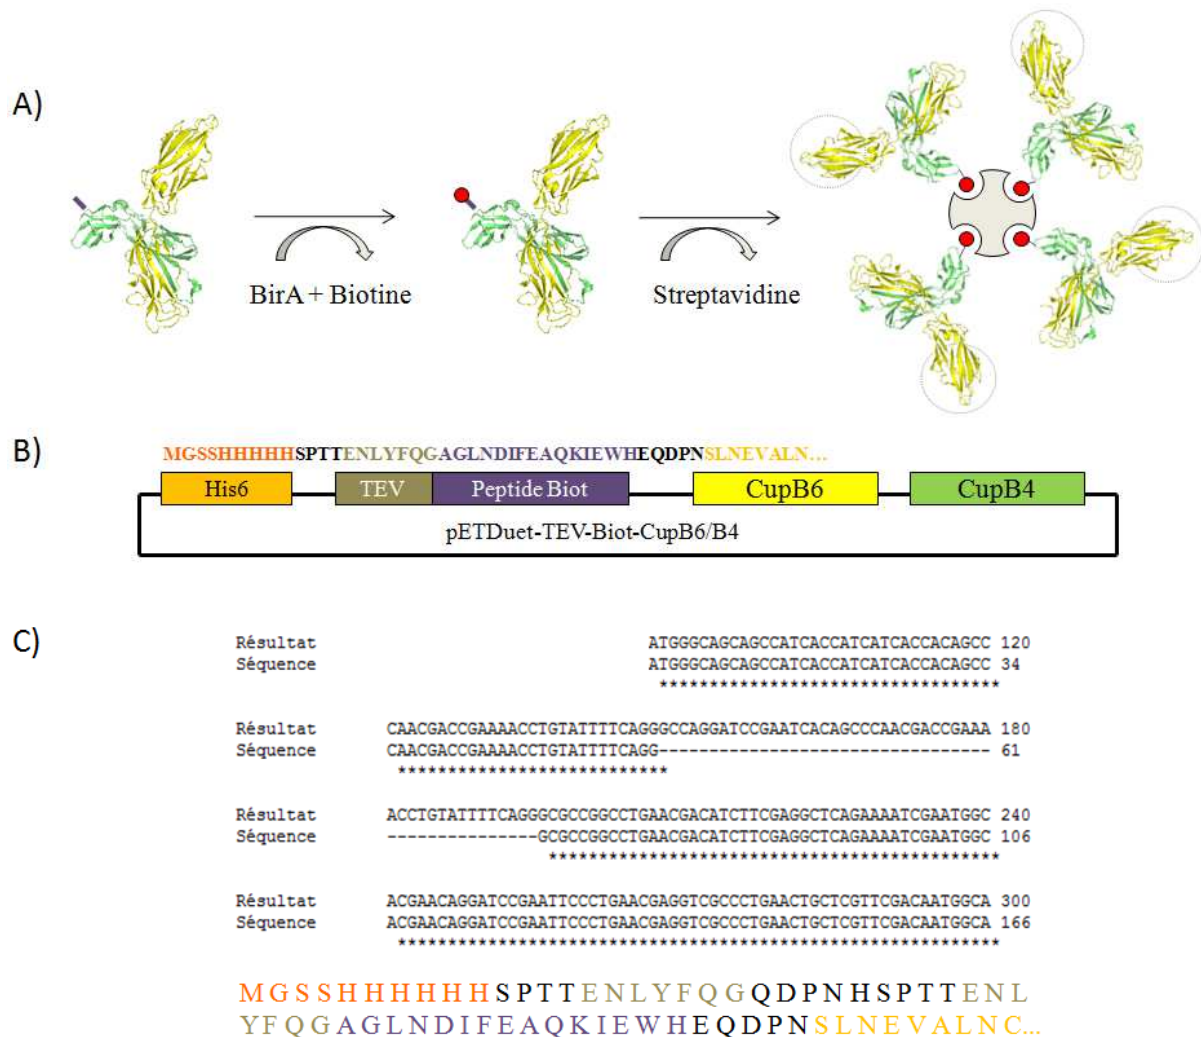 A)
BirA + Biotine
Streptavidine
B)
MGSSHHHHHSPTTENLYFQGAGLNDIFEAQKIEWHEQDPNSLNEVALN…
His6 TEV Peptide Biot CupB6 CupB4
pETDuet-TEV-Biot-CupB6/B4
C)
Résultat ATGGGCAGCAGCCATCACCATCATCACCACAGCC 120
Séquence ATGGGCAGCAGCCATCACCATCATCACCACAGCC 34
**********************************
Résultat CAACGACCGAAAACCTGTATTTTCAGGGCCAGGATCCGAATCACAGCCCAACGACCGAAA 180
Séquence CAACGACCGAAAACCTGTATTTTCAGG--------------------------------- 61
***************************
Résultat ACCTGTATTTTCAGGGCGCCGGCCTGAACGACATCTTCGAGGCTCAGAAAATCGAATGGC 240
Séquence ---------------GCGCCGGCCTGAACGACATCTTCGAGGCTCAGAAAATCGAATGGC 106
*********************************************
Résultat ACGAACAGGATCCGAATTCCCTGAACGAGGTCGCCCTGAACTGCTCGTTCGACAATGGCA 300
Séquence ACGAACAGGATCCGAATTCCCTGAACGAGGTCGCCCTGAACTGCTCGTTCGACAATGGCA 166
************************************************************
MGSSHHHHHHSPTTENLYFQGQDPNHSPTTENL
YFQGAGLNDIFEAQKIEWHEQDPNSLNEVALNC…